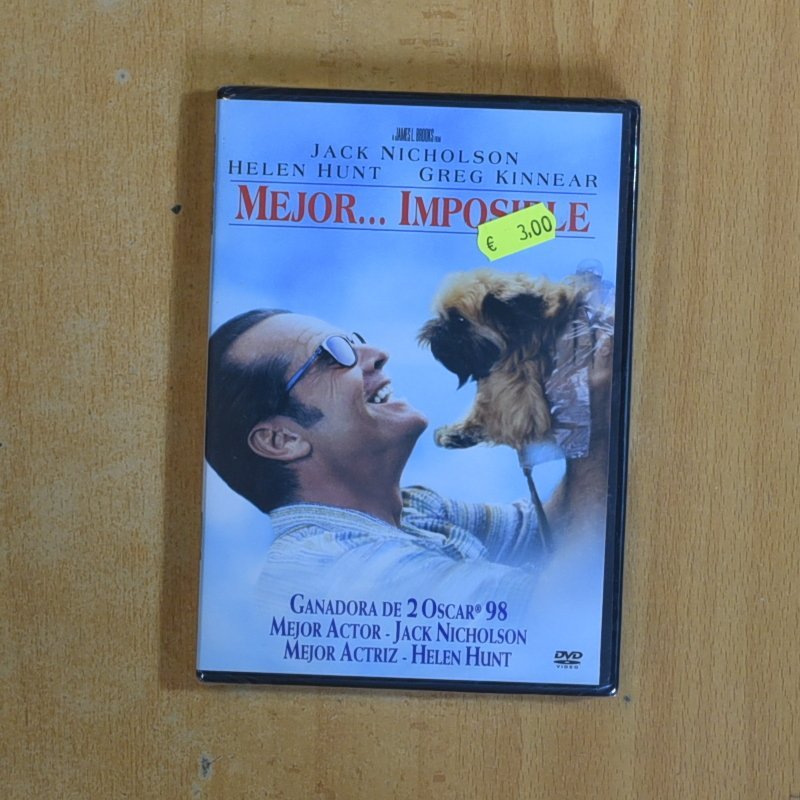 A JAMES L. BROOKS FILM
JACK NICHOLSON
HELEN HUNT GREG KINNEAR
MEJOR... IMPOSIBLE
€ 3,00
GANADORA DE 2 OSCAR® 98
MEJOR ACTOR - JACK NICHOLSON
MEJOR ACTRIZ - HELEN HUNT
DVD
VIDEO